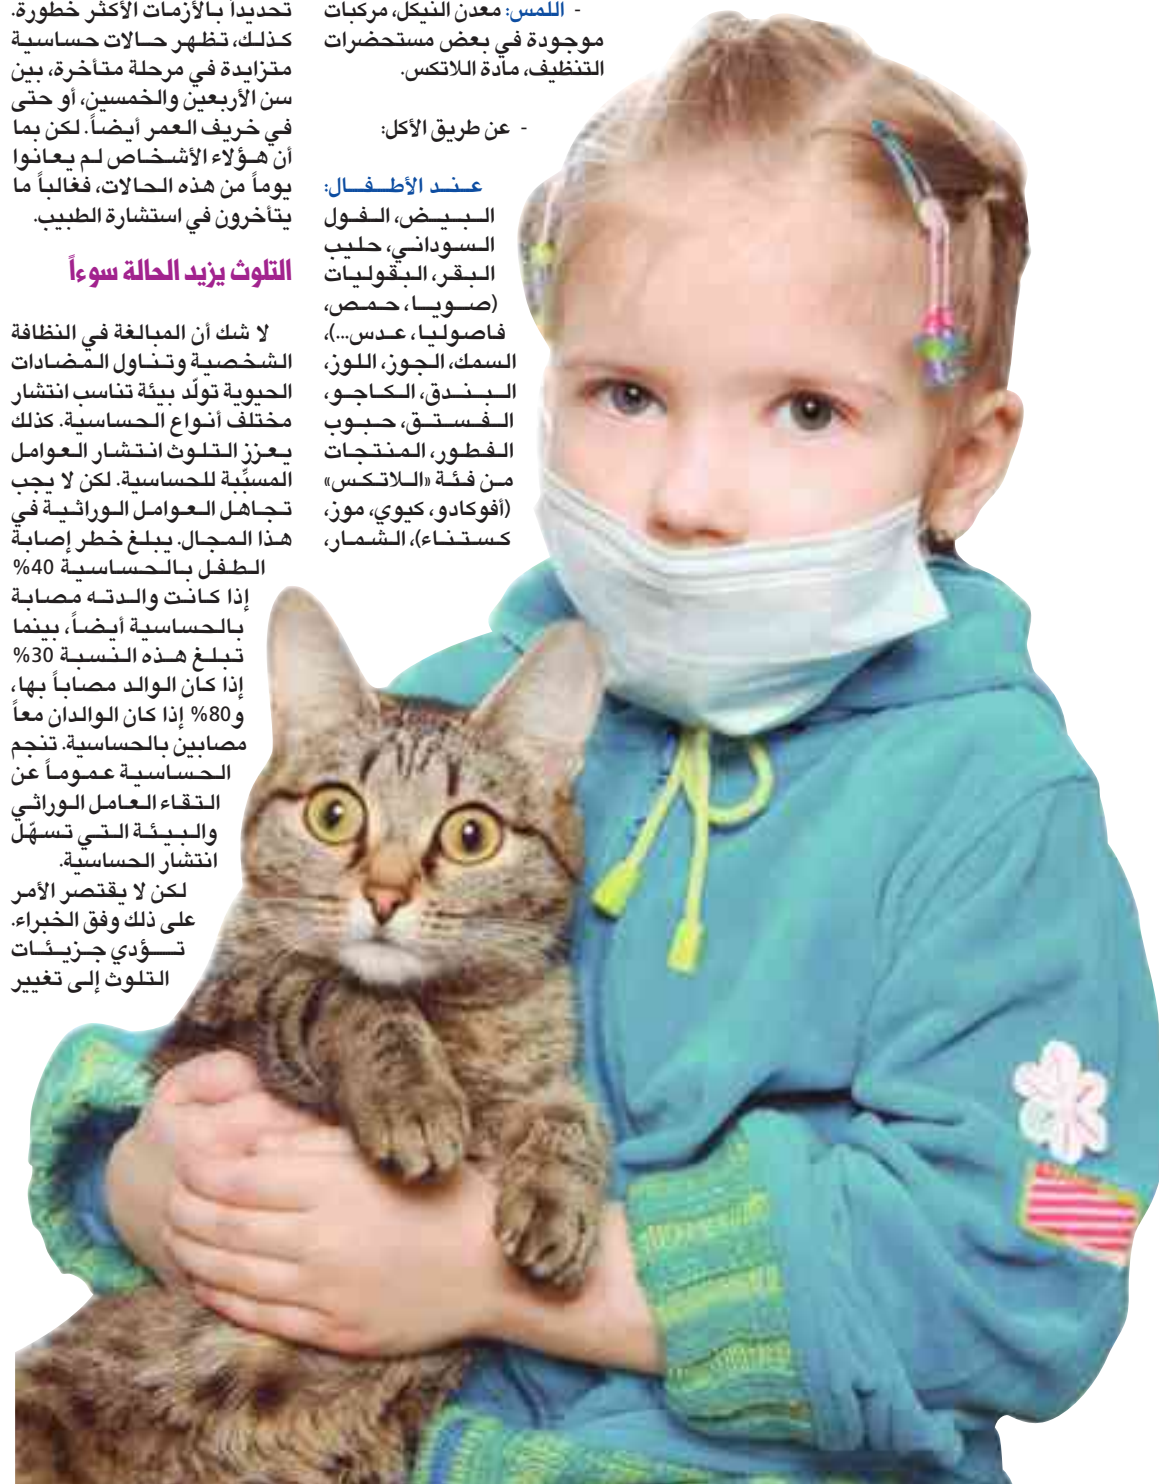 - اللمس: معدن النيكل، مركبات
موجودة في بعض مستحضرات
التنظيف، مادة اللاتكس.
- عن طريق الأكل:
عند الأطفال:
البيض، الفول
السوداني، حليب
البقر، البقوليات
(صويا، حمص،
فاصوليا، عدس...)،
السمك، الجوز، اللوز،
البندق، الكاجو،
الفستق، حبوب
الفطور، المنتجات
من فئة «اللاتكس»
(أفوكادو، كيوي، موز،
كستناء)، الشمار،
تحديداً بالأزمات الأكثر خطورة.
كذلك، تظهر حالات حساسية
متزايدة في مرحلة متأخرة، بين
سن الأربعين والخمسين، أو حتى
في خريف العمر أيضاً. لكن بما
أن هؤلاء الأشخاص لم يعانوا
يوماً من هذه الحالات، فغالباً ما
يتأخرون في استشارة الطبيب.
التلوث يزيد الحالة سوءاً
لا شك أن المبالغة في النظافة
الشخصية وتناول المضادات
الحيوية تولّد بيئة تناسب انتشار
مختلف أنواع الحساسية. كذلك
يعزز التلوث انتشار العوامل
المسبِّبة للحساسية. لكن لا يجب
تجاهل العوامل الوراثية في
هذا المجال. يبلغ خطر إصابة
الطفل بالحساسية 40%
إذا كانت والدته مصابة
بالحساسية أيضاً، بينما
تبلغ هذه النسبة 30%
إذا كان الوالد مصاباً بها،
و80% إذا كان الوالدان معاً
مصابين بالحساسية. تنجم
الحساسية عموماً عن
التقاء العامل الوراثي
والبيئة التي تسهّل
انتشار الحساسية.
لكن لا يقتصر الأمر
على ذلك وفق الخبراء.
تؤدي جزيئات
التلوث إلى تغيير